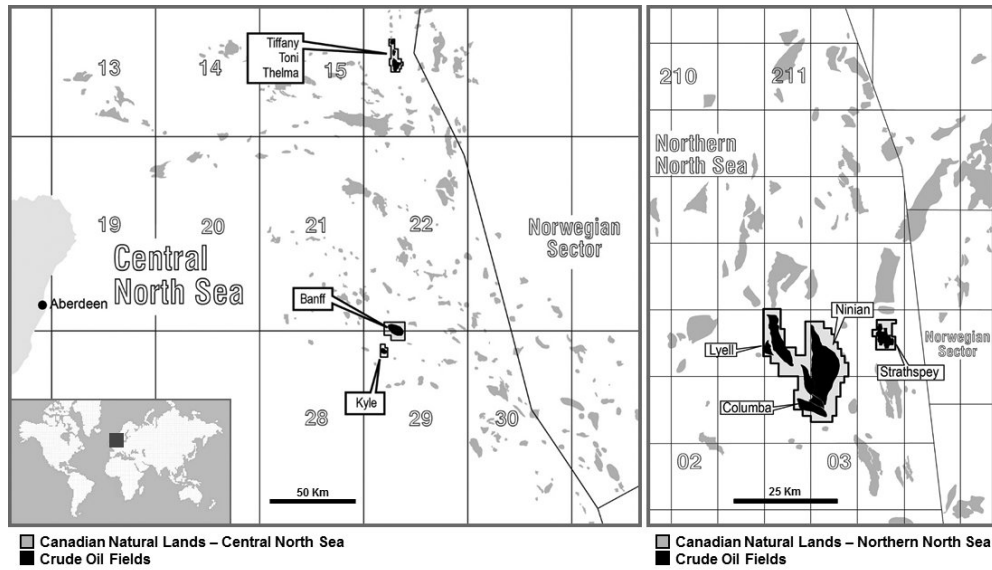 Tiffany
Toni
Thelma
13
14
15
19
20
21
22
Central
North Sea
Norwegian
Sector
Aberdeen
Banff
Kyle
28
29
30
50 Km
Canadian Natural Lands – Central North Sea
Crude Oil Fields
210
211
Northern
North Sea
Ninian
Lyell
Norwegian
Sector
Strathspey
Columba
02
03
25 Km
Canadian Natural Lands – Northern North Sea
Crude Oil Fields